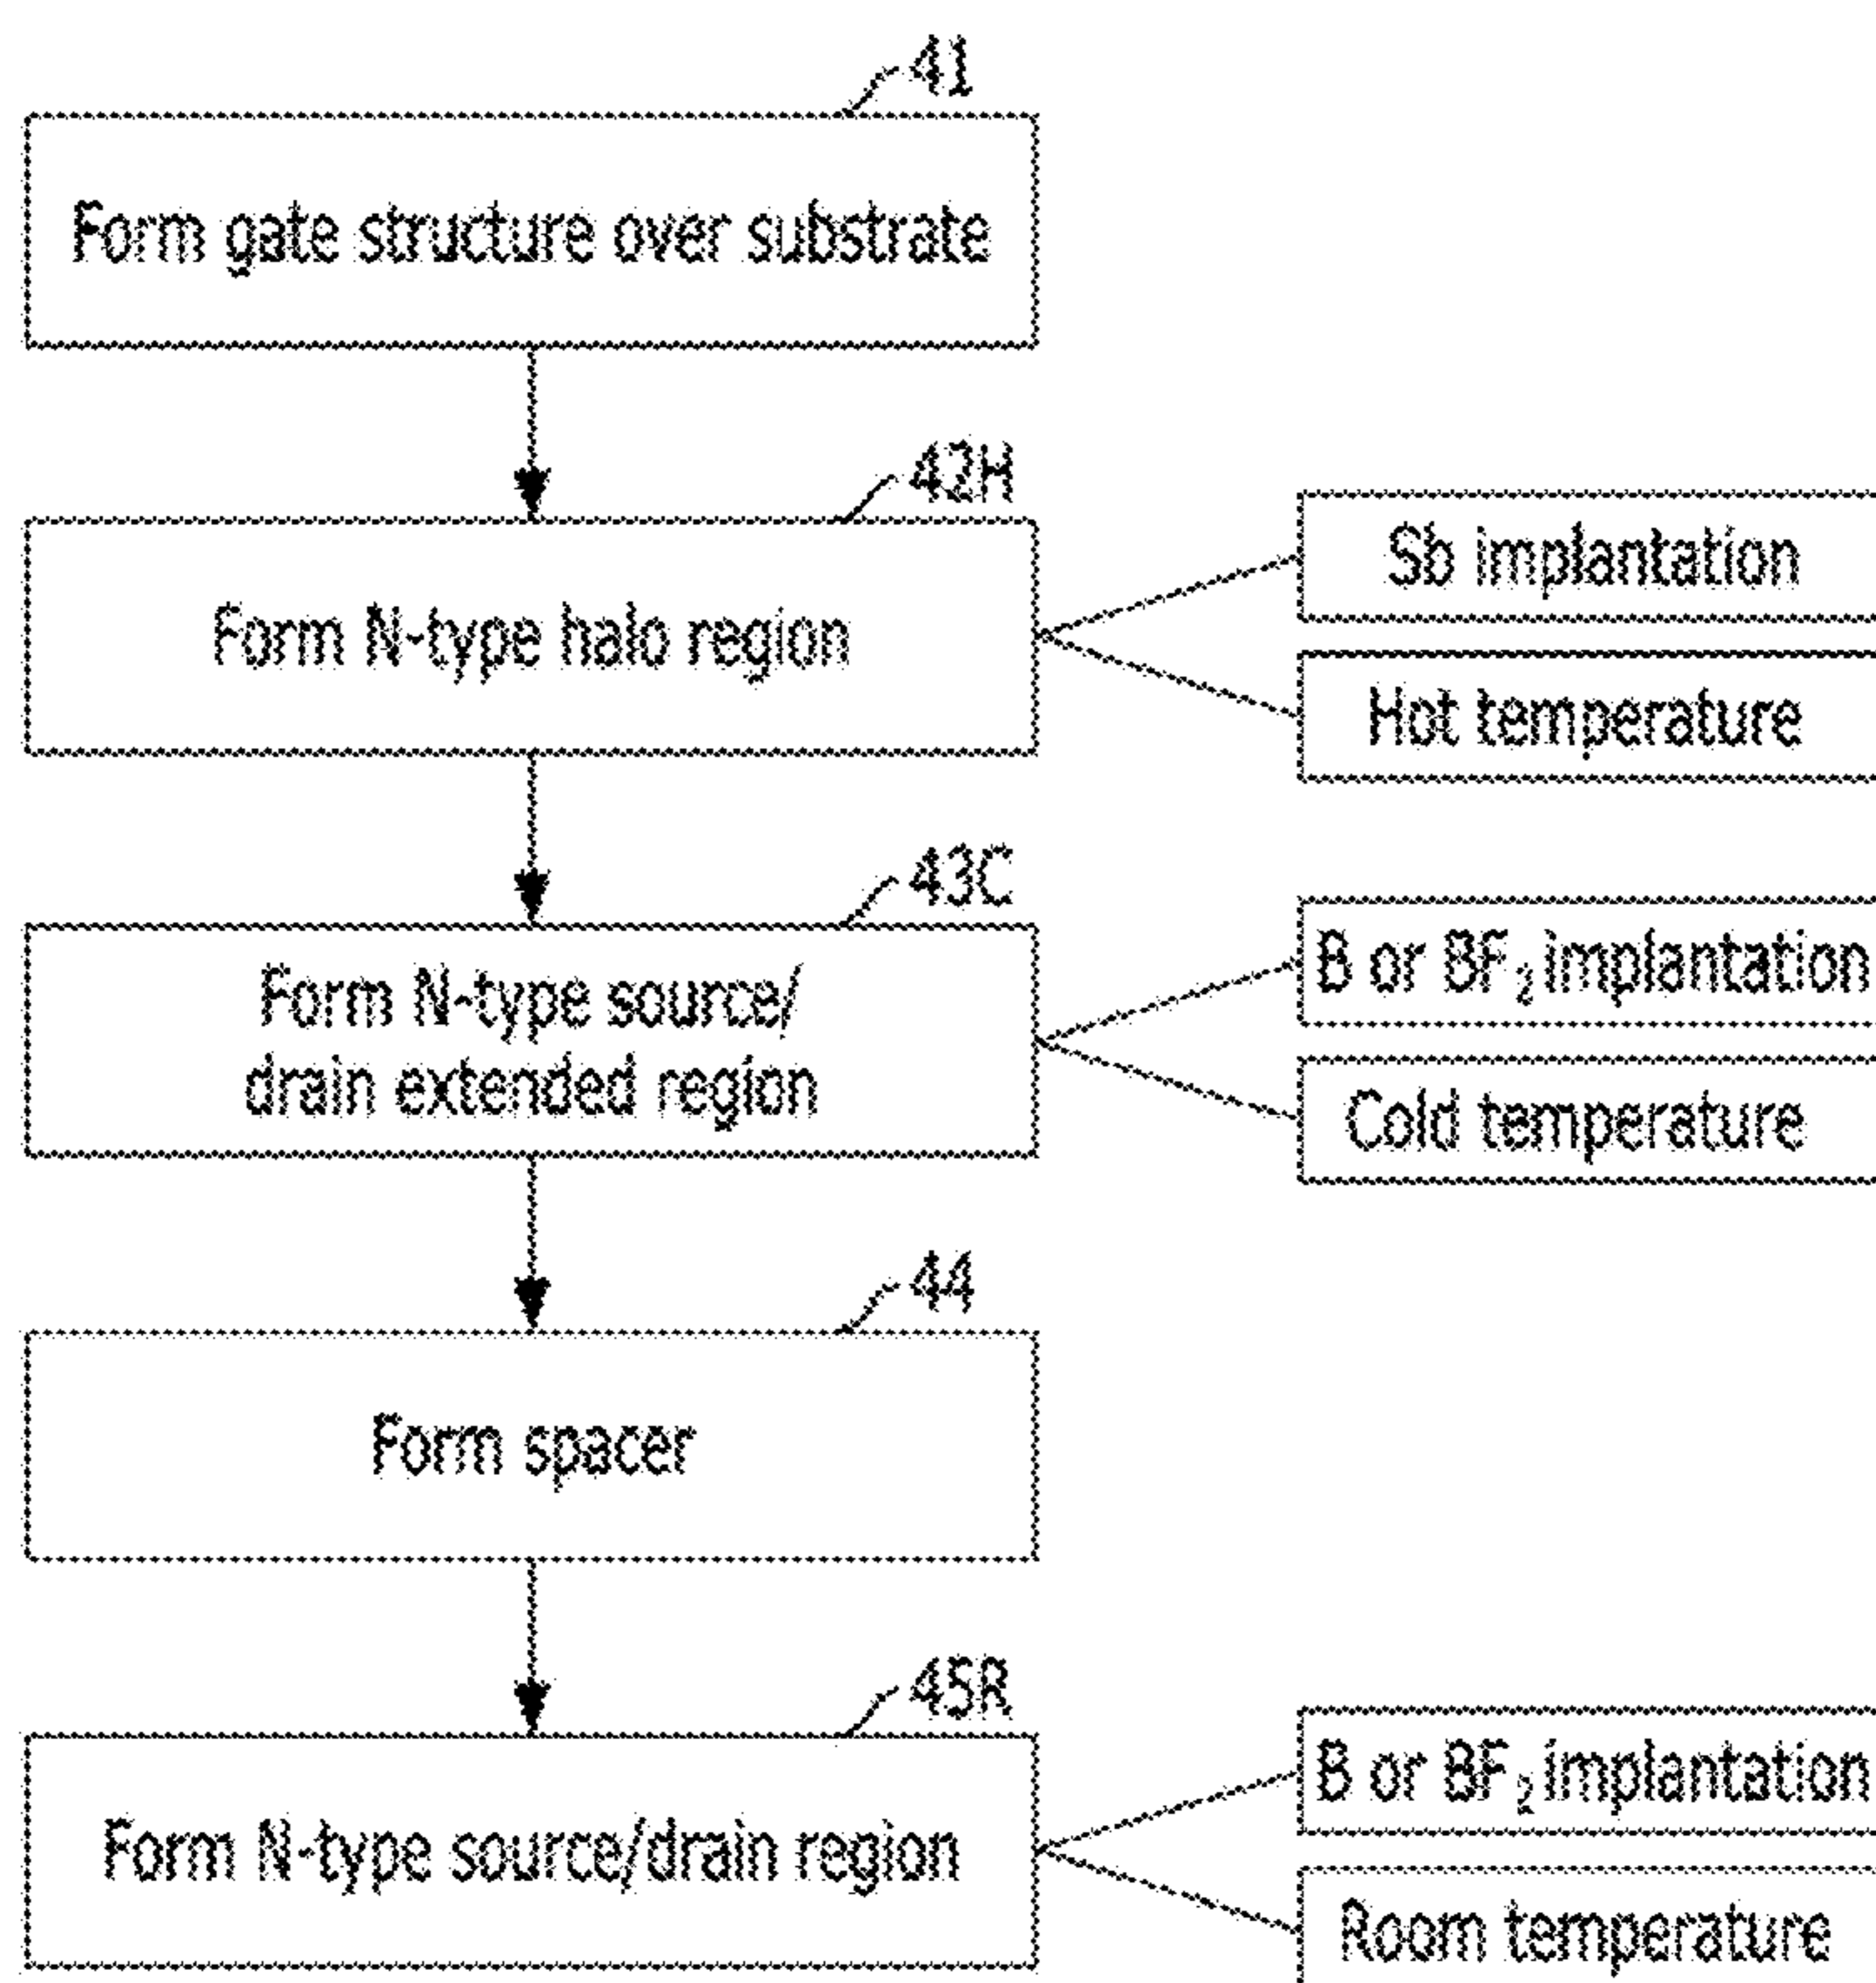 41
Form gate structure over substrate
42H
Form N-type halo region
Sb implantation
Hot temperature
43C
Form N-type source/
drain extended region
B or BF₂ implantation
Cold temperature
44
Form spacer
45R
Form N-type source/drain region
B or BF₂ implantation
Room temperature